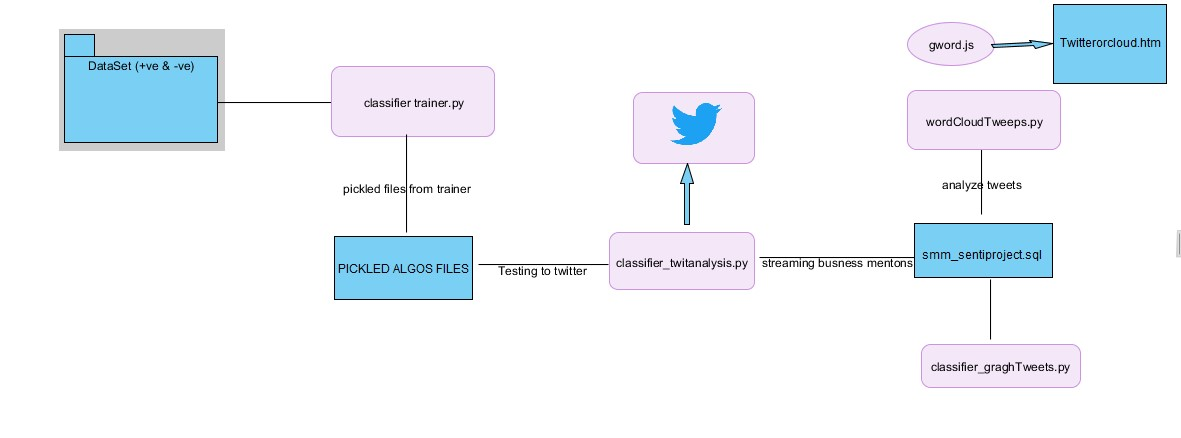 gword.js
Twitterorcloud.htm
DataSet (+ve & -ve)
classifier trainer.py
wordCloudTweeps.py
pickled files from trainer
analyze tweets
PICKLED ALGOS FILES
Testing to twitter
classifier_twitanalysis.py
streaming busness mentons
smm_sentiproject.sql
classifier_graghTweets.py